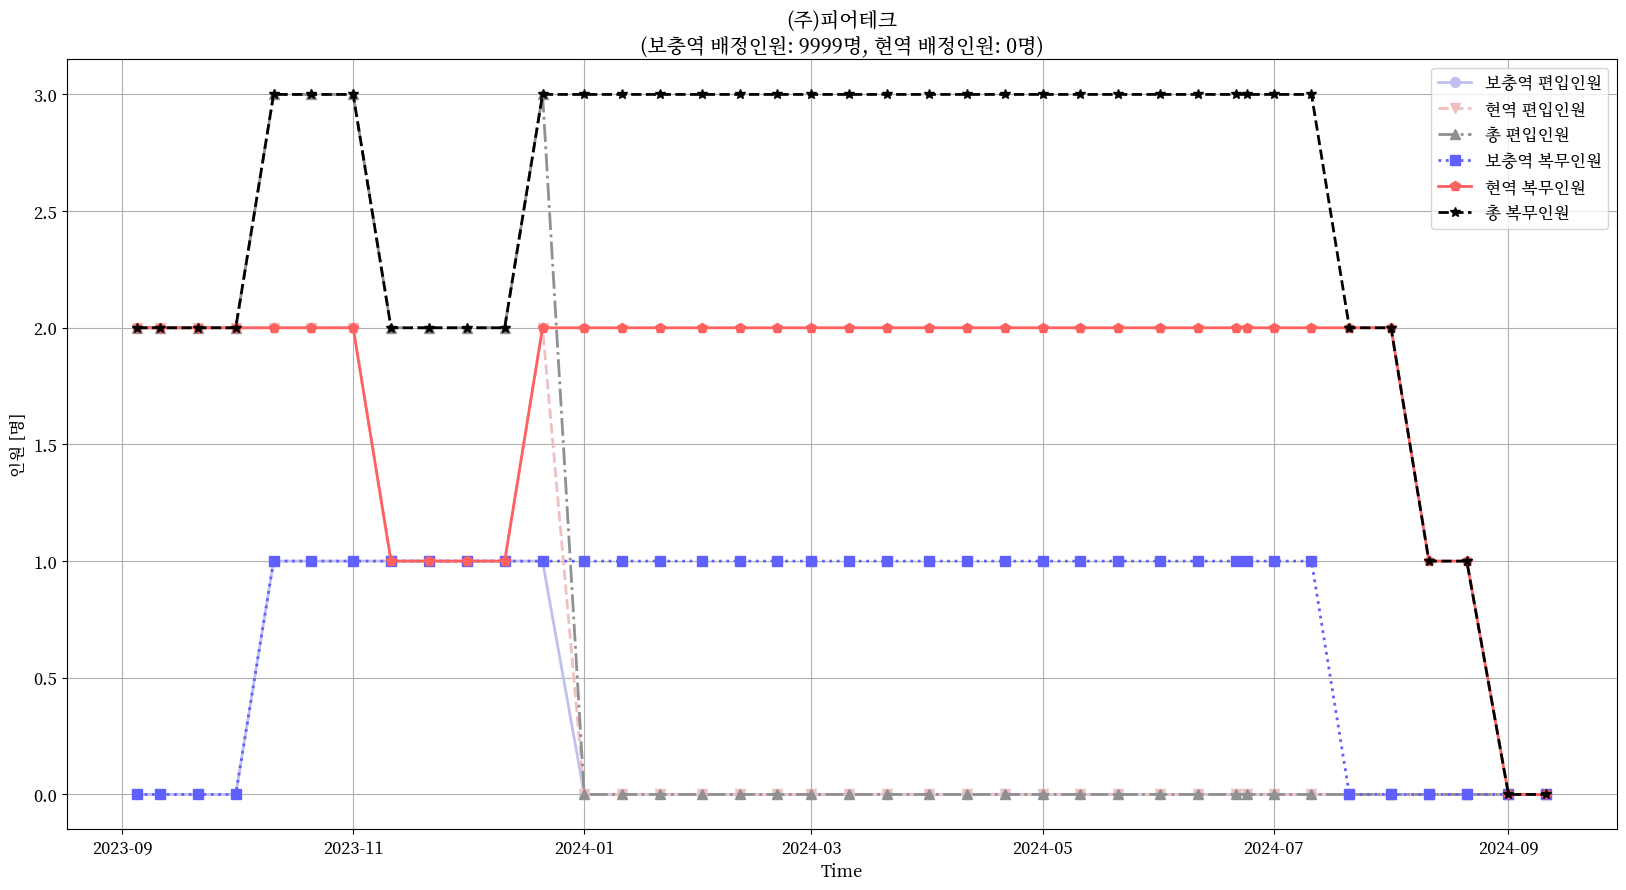 (주)피어테크
(보충역 배정인원: 9999명, 현역 배정인원: 0명)
보충역 편입인원
현역 편입인원
총 편입인원
보충역 복무인원
현역 복무인원
총 복무인원
인원 [명]
3.0
2.5
2.0
1.5
1.0
0.5
0.0
2023-09
2023-11
2024-01
2024-03
2024-05
2024-07
2024-09
Time